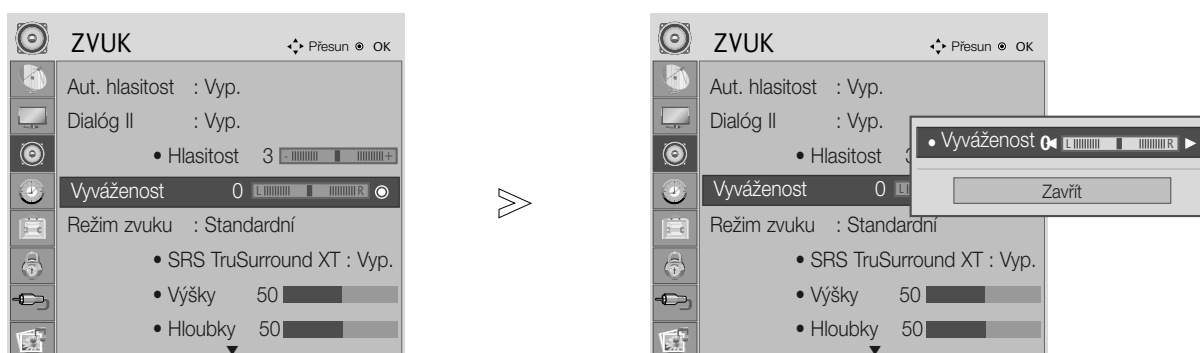 ZVUK
Přesun OK
Aut. hlasitost : Vyp.
Dialóg II : Vyp.
• Hlasitost 3 - +
Vyváženost 0 L R
Režim zvuku : Standardní
• SRS TruSurround XT : Vyp.
• Výšky 50
• Hloubky 50
ZVUK
Přesun OK
Aut. hlasitost : Vyp.
Dialóg II : Vyp.
• Hlasitost
Vyváženost 0 L
Režim zvuku : Standardní
• SRS TruSurround XT : Vyp.
• Výšky 50
• Hloubky 50
• Vyváženost 0 L R
Zavřít